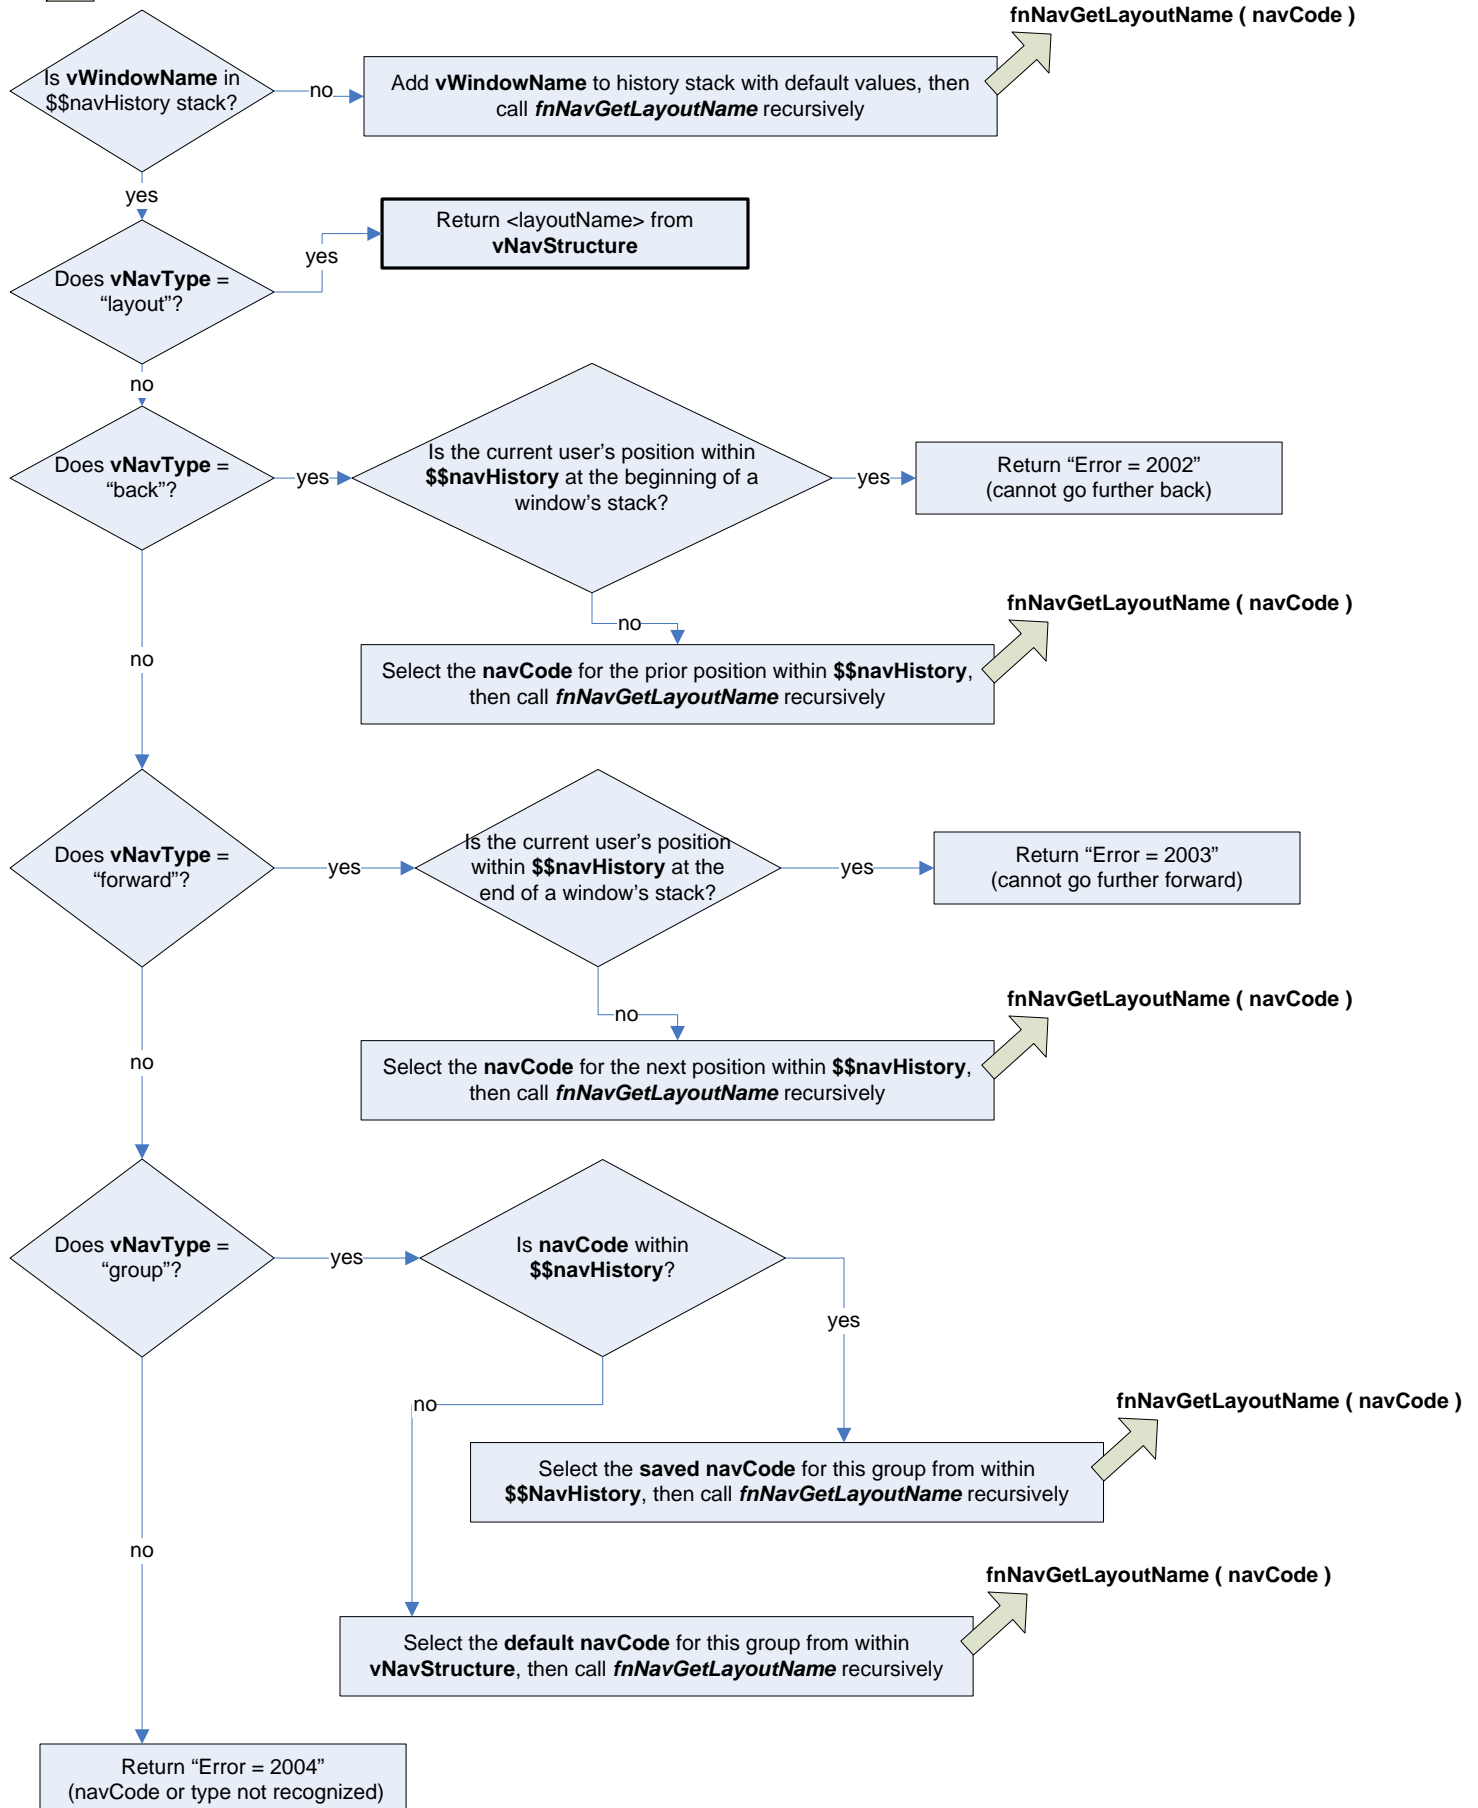 fnNavGetLayoutName ( navCode )
Is vWindowName in
$$navHistory stack?
no
Add vWindowName to history stack with default values, then
call fnNavGetLayoutName recursively
yes
Return <layoutName> from
vNavStructure
yes
Does vNavType =
“layout”?
no
Does vNavType =
“back”?
yes
Is the current user’s position within
$$navHistory at the beginning of a
window’s stack?
yes
Return “Error = 2002”
(cannot go further back)
no
fnNavGetLayoutName ( navCode )
no
Select the navCode for the prior position within $$navHistory,
then call fnNavGetLayoutName recursively
Does vNavType =
“forward”?
yes
Is the current user’s position
within $$navHistory at the
end of a window’s stack?
yes
Return “Error = 2003”
(cannot go further forward)
no
fnNavGetLayoutName ( navCode )
no
Select the navCode for the next position within $$navHistory,
then call fnNavGetLayoutName recursively
Does vNavType =
“group”?
yes
Is navCode within
$$navHistory?
yes
no
fnNavGetLayoutName ( navCode )
Select the saved navCode for this group from within
$$NavHistory, then call fnNavGetLayoutName recursively
no
fnNavGetLayoutName ( navCode )
Select the default navCode for this group from within
vNavStructure, then call fnNavGetLayoutName recursively
Return “Error = 2004”
(navCode or type not recognized)